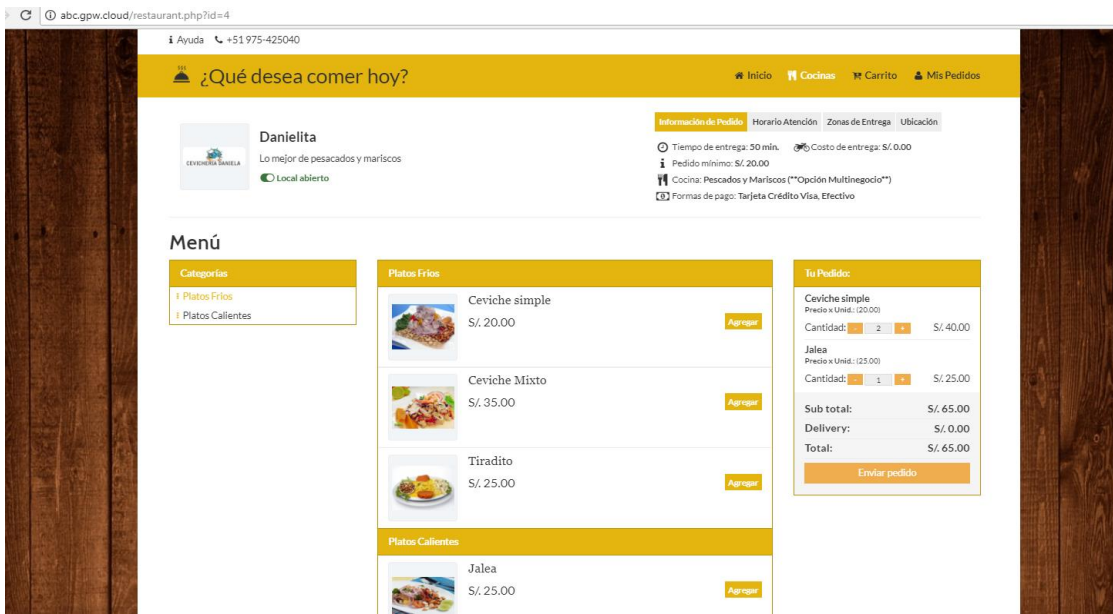 abc.gpw.cloud/restaurant.php?id=4
Ayuda +51 975-425040
¿Qué desea comer hoy?
Inicio Cocinas Carrito Mis Pedidos
CEVICHERÍA DANIELA
Danielita
Lo mejor de pesacados y mariscos
Local abierto
Información de Pedido Horario Atención Zonas de Entrega Ubicación
Tiempo de entrega: 50 min. Costo de entrega: S/. 0.00
Pedido mínimo: S/. 20.00
Cocina: Pescados y Mariscos (**Opción Multinegocio**)
Formas de pago: Tarjeta Crédito Visa, Efectivo
Menú
Categorías
Platos Frios
Platos Calientes
Platos Frios
Ceviche simple
S/. 20.00
Agregar
Ceviche Mixto
S/. 35.00
Agregar
Tiradito
S/. 25.00
Agregar
Platos Calientes
Jalea
S/. 25.00
Agregar
Tu Pedido:
Ceviche simple
Precio x Unid.: (20.00)
Cantidad: - 2 + S/. 40.00
Jalea
Precio x Unid.: (25.00)
Cantidad: - 1 + S/. 25.00
Sub total: S/. 65.00
Delivery: S/. 0.00
Total: S/. 65.00
Enviar pedido